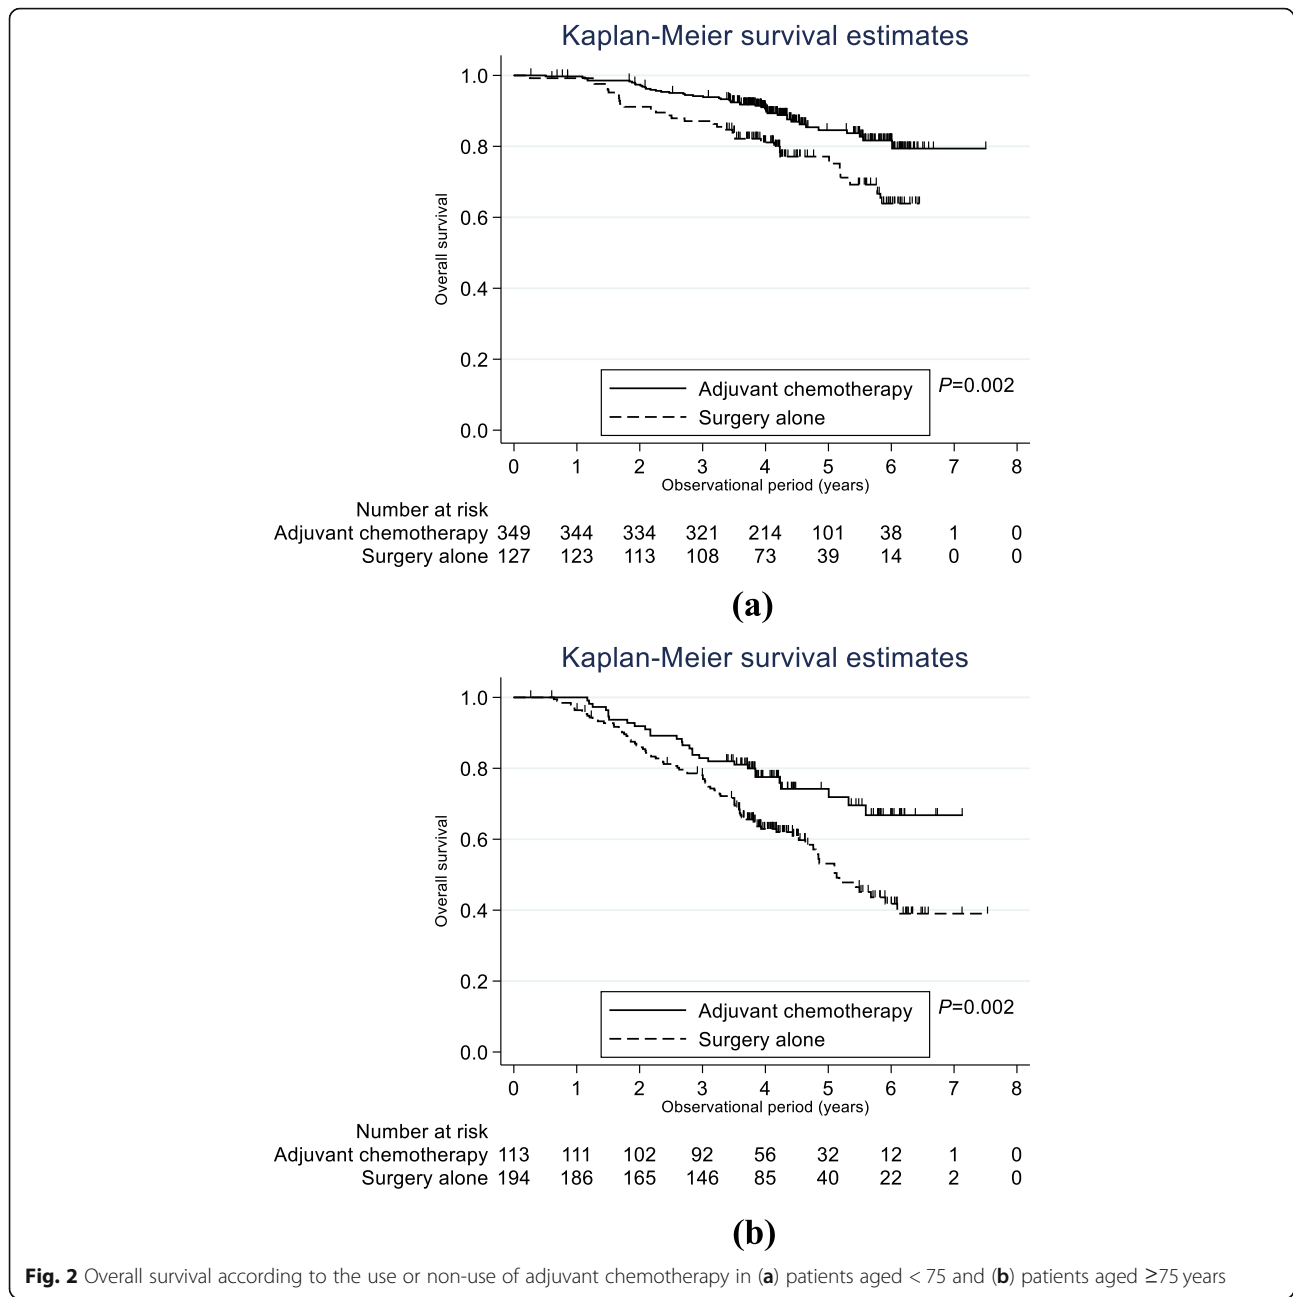 Kaplan-Meier survival estimates
1.0
0.8
0.6
0.4
0.2
0.0
Overall survival
Adjuvant chemotherapy
Surgery alone
P=0.002
0 1 2 3 4 5 6 7 8
Observational period (years)
Number at risk
Adjuvant chemotherapy 349 344 334 321 214 101 38 1 0
Surgery alone 127 123 113 108 73 39 14 0 0
(a)
Kaplan-Meier survival estimates
1.0
0.8
0.6
0.4
0.2
0.0
Overall survival
Adjuvant chemotherapy
Surgery alone
P=0.002
0 1 2 3 4 5 6 7 8
Observational period (years)
Number at risk
Adjuvant chemotherapy 113 111 102 92 56 32 12 1 0
Surgery alone 194 186 165 146 85 40 22 2 0
(b)
Fig. 2 Overall survival according to the use or non-use of adjuvant chemotherapy in (a) patients aged < 75 and (b) patients aged ≥75 years